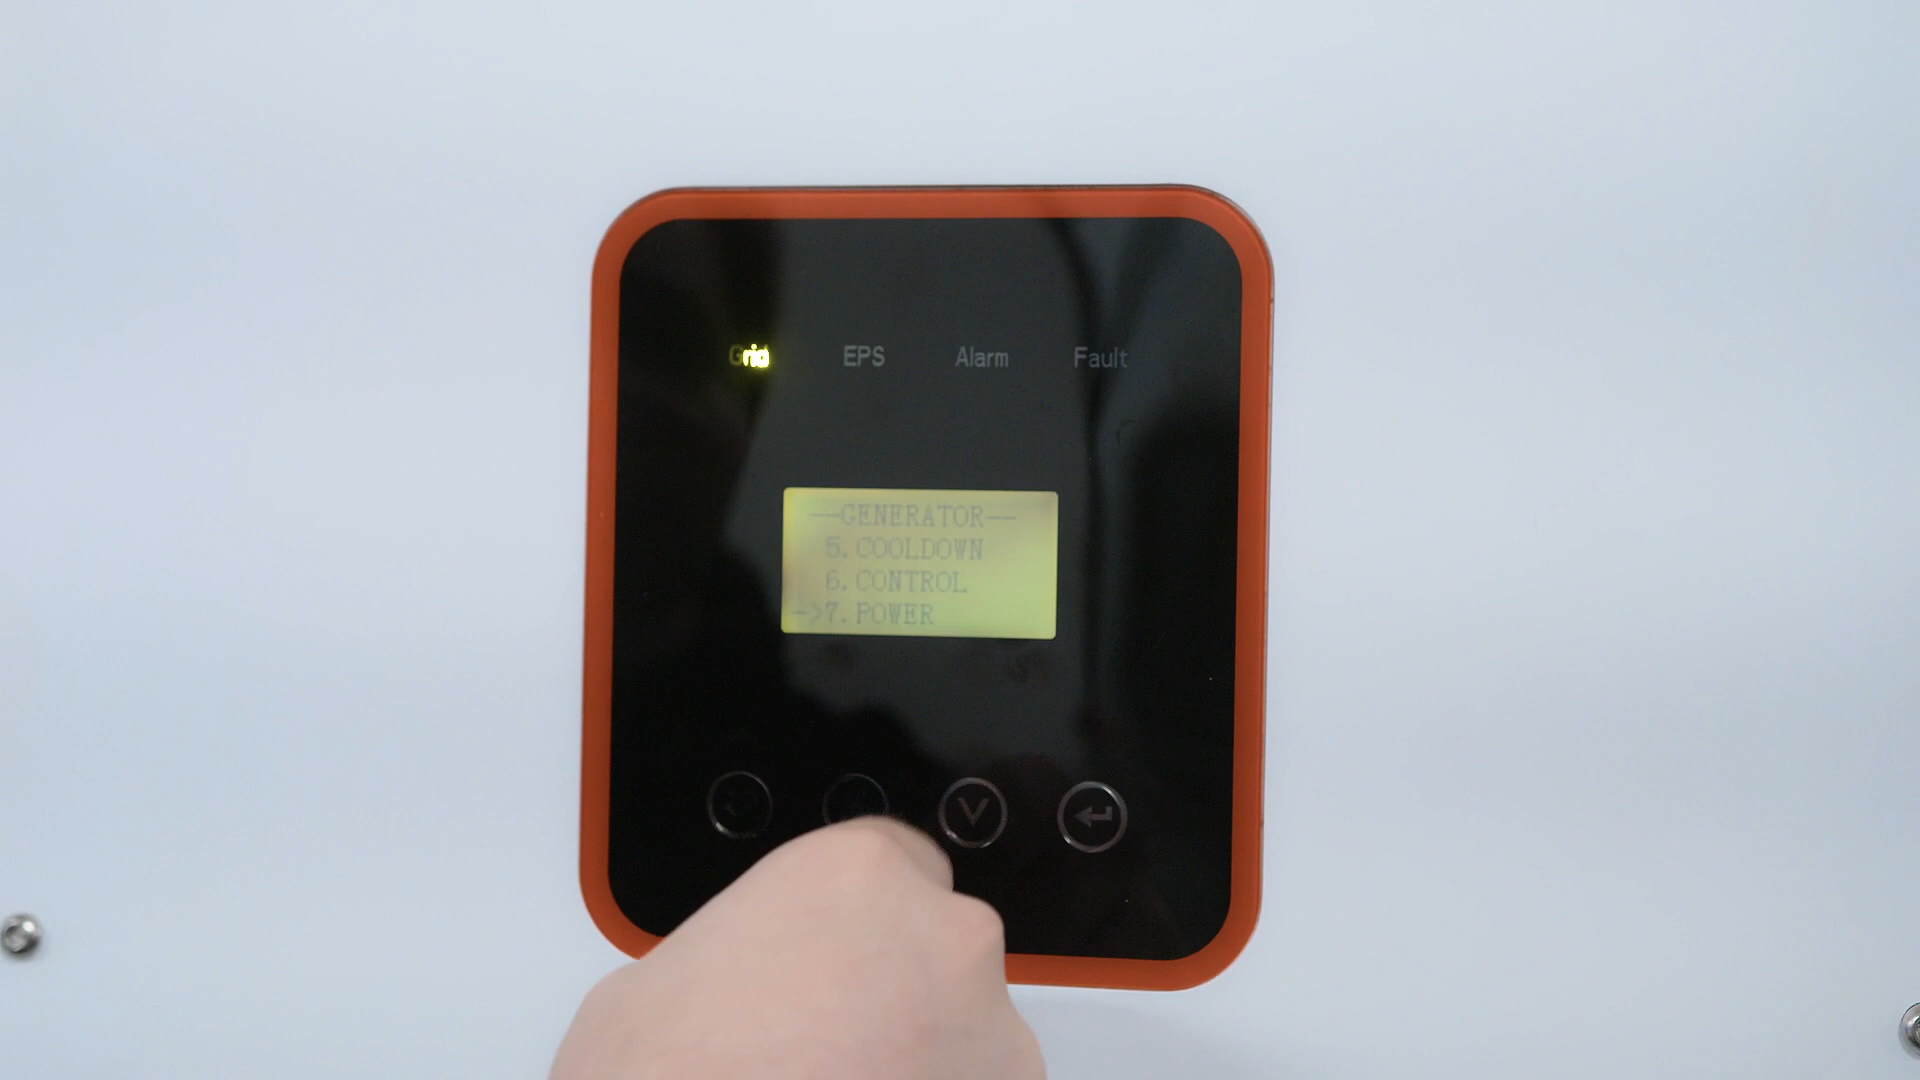 Grid EPS Alarm Fault
—GENERATOR—
5. COOLDOWN
6. CONTROL
->7. POWER